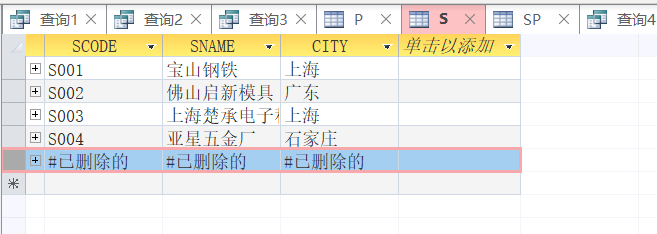 查询1 查询2 查询3 P S SP 查询4
SCODE SNAME CITY 单击以添加
S001 宝山钢铁 上海
S002 佛山启新模具 广东
S003 上海楚承电子 上海
S004 亚星五金厂 石家庄
#已删除的 #已删除的 #已删除的